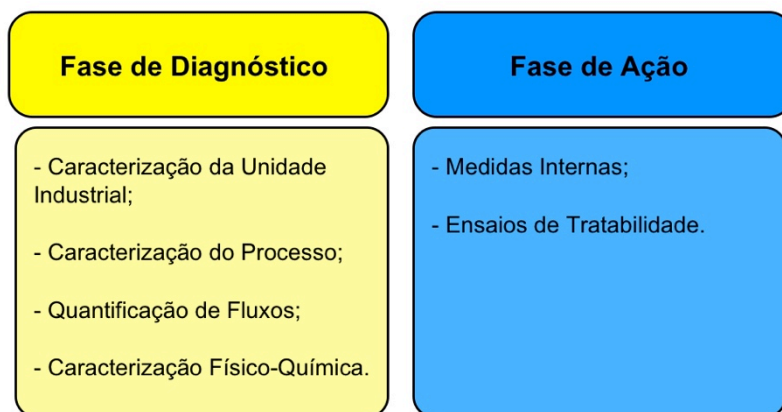 Fase de Diagnóstico
- Caracterização da Unidade
Industrial;
- Caracterização do Processo;
- Quantificação de Fluxos;
- Caracterização Físico-Química.
Fase de Ação
- Medidas Internas;
- Ensaios de Tratabilidade.